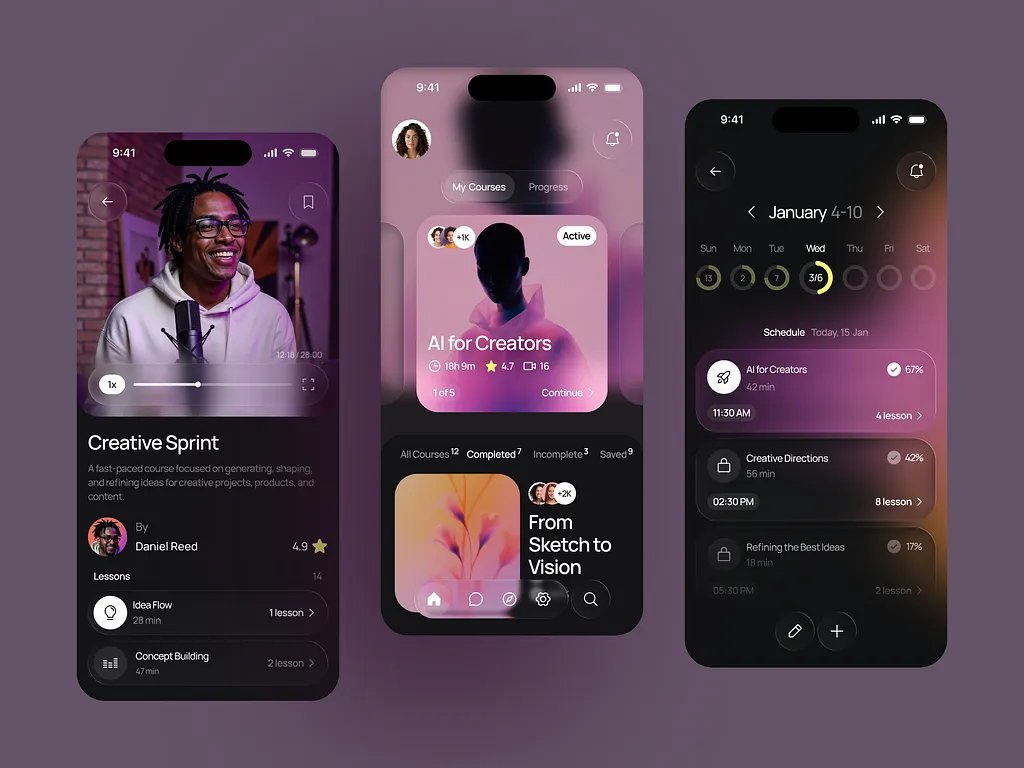 9:41
12:18 / 28:00
1x
Creative Sprint
A fast-paced course focused on generating, shaping,
and refining ideas for creative projects, products, and
content.
By
Daniel Reed
4.9
Lessons
14
Idea Flow
28 min
1 lesson
Concept Building
47 min
2 lesson
9:41
My Courses
Progress
+1K
Active
AI for Creators
18h 9m
4.7
16
1 of 5
Continue
All Courses 12
Completed 7
Incomplete 3
Saved 9
+2K
From
Sketch to
Vision
9:41
January 4-10
Sun Mon Tue Wed Thu Fri Sat
13 2 7 3/6
Schedule Today, 15 Jan
AI for Creators
67%
42 min
11:30 AM
4 lesson
Creative Directions
42%
56 min
02:30 PM
8 lesson
Refining the Best Ideas
17%
18 min
05:30 PM
2 lesson